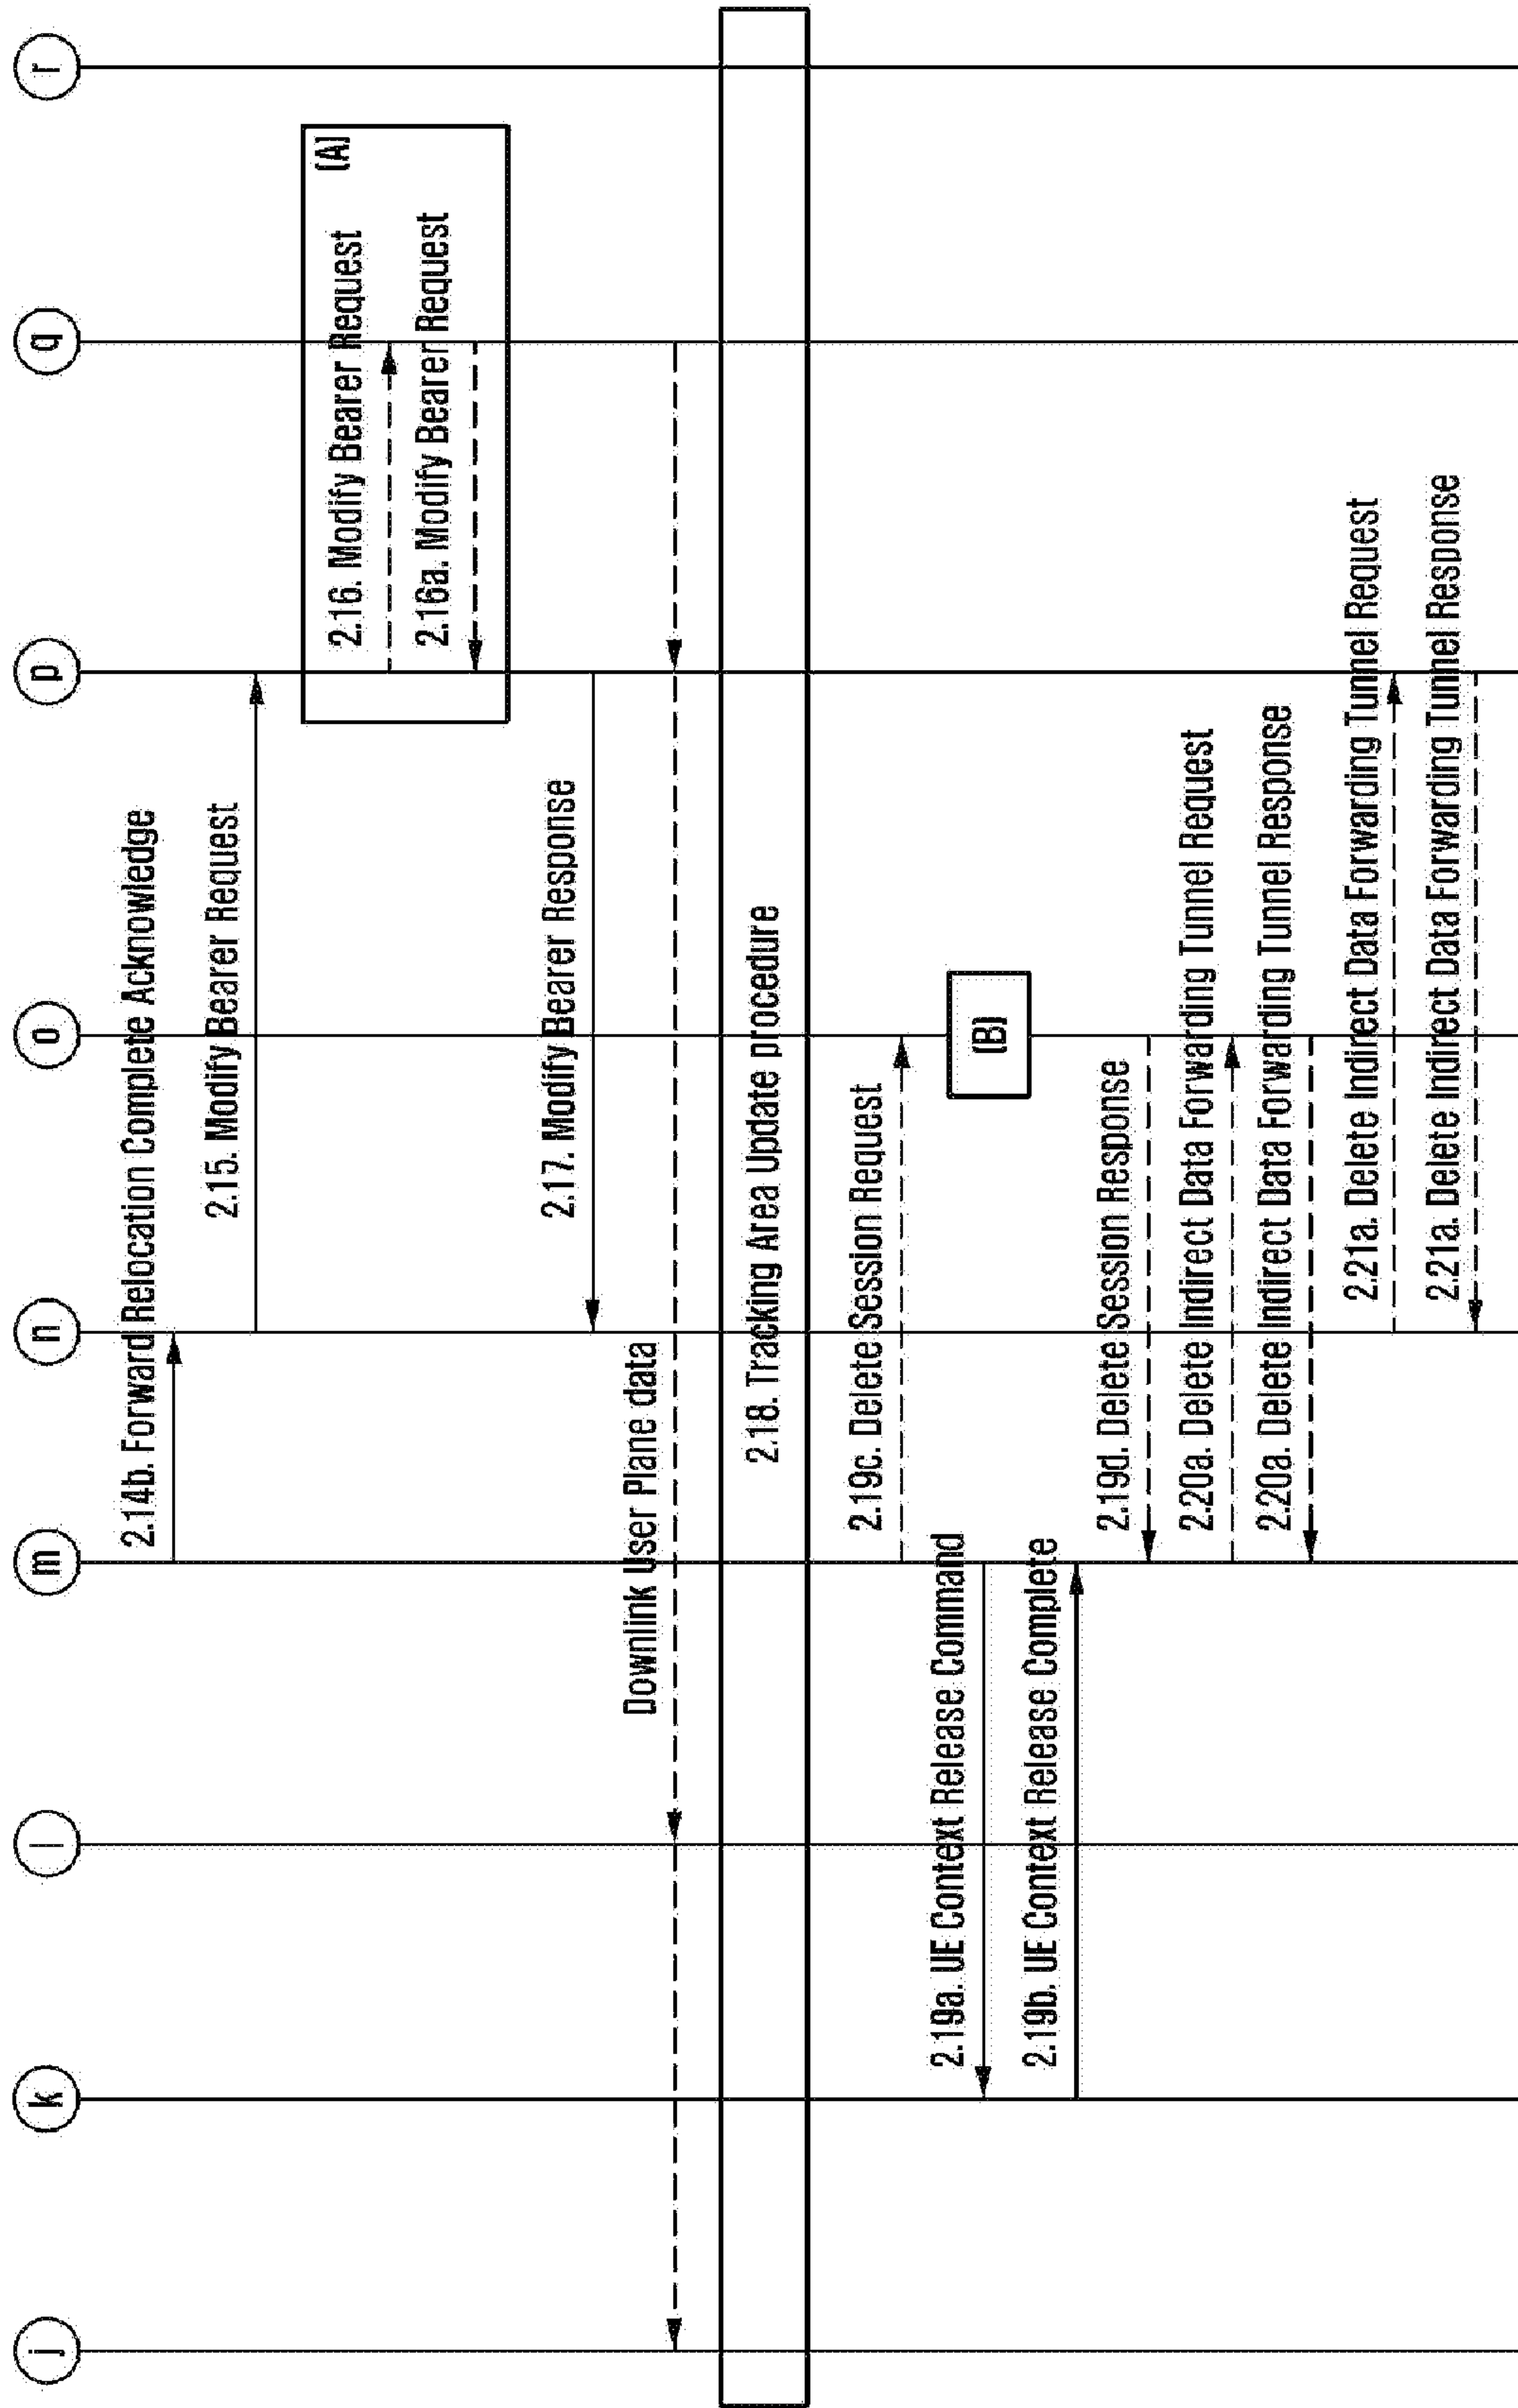 j
k
l
m
n
o
p
q
r
2.14b. Forward Relocation Complete Acknowledge
2.15. Modify Bearer Request
(A)
2.16. Modify Bearer Request
2.16a. Modify Bearer Request
2.17. Modify Bearer Response
Downlink User Plane data
2.18. Tracking Area Update procedure
2.19c. Delete Session Request
2.19a. UE Context Release Command
(B)
2.19b. UE Context Release Complete
2.19d. Delete Session Response
2.20a. Delete Indirect Data Forwarding Tunnel Request
2.20a. Delete Indirect Data Forwarding Tunnel Response
2.21a. Delete Indirect Data Forwarding Tunnel Request
2.21a. Delete Indirect Data Forwarding Tunnel Response